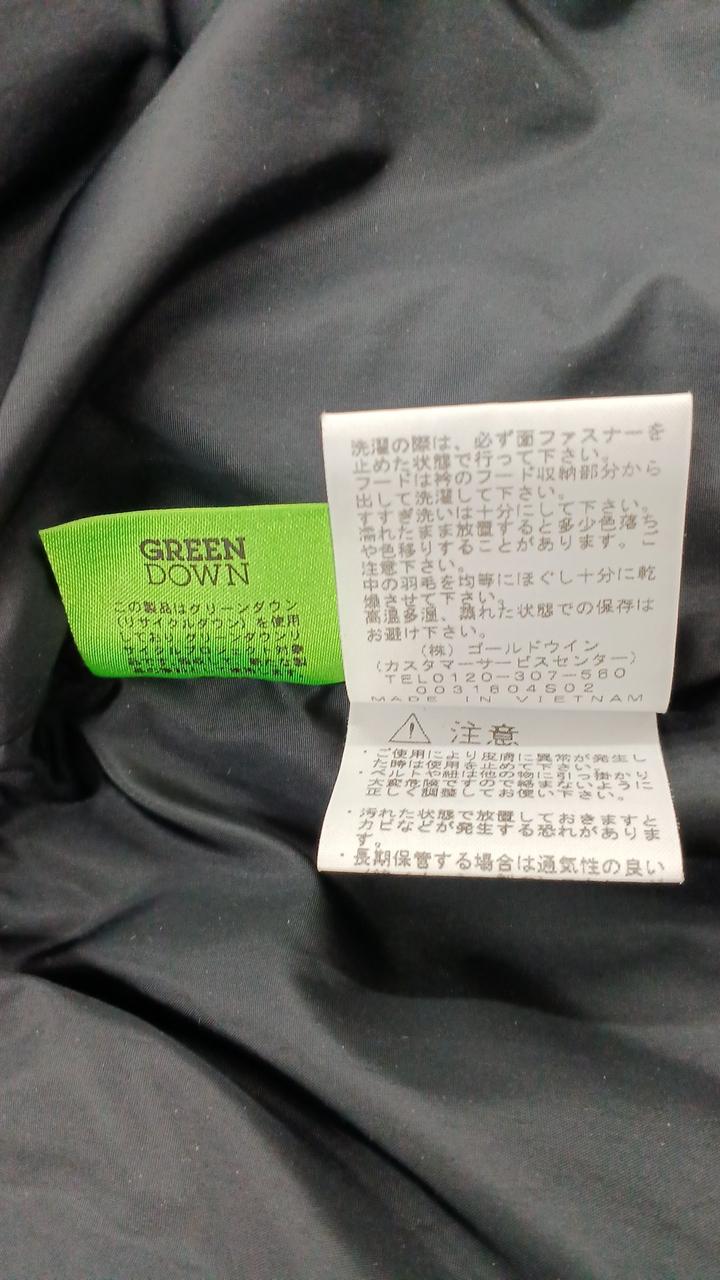 GREEN
DOWN
この製品はグリーンダウン
(リサイクルダウン)を使用
しており グリーンダウンリ
サイクルプロジェクト対象
洗濯の際は、必ず面ファスナーを
止めた状態で行って下さい。
フードは衿のフード収納部分から
出して洗濯して下さい。
すすぎ洗いは十分にして下さい。
濡れたまま放置すると多少色落ち
や色移りすることがあります。ご
注意下さい。
中の羽毛を均等にほぐし十分に乾
燥させて下さい。
高温多湿、蒸れた状態での保存は
お避け下さい。
(株) ゴールドウイン
(カスタマーサービスセンター)
TEL0120-307-560
0031604S02
MADE IN VIETNAM
注意
・ご使用により皮膚に異常が発生し
た時は使用を止めて下さい。
・ベルトや紐は他の物に引っ掛かり
大変危険ですので絡まないように
正しく調整してお使い下さい。
・汚れた状態で放置しておきますと
カビなどが発生する恐れがありま
す。
・長期保管する場合は通気性の良い